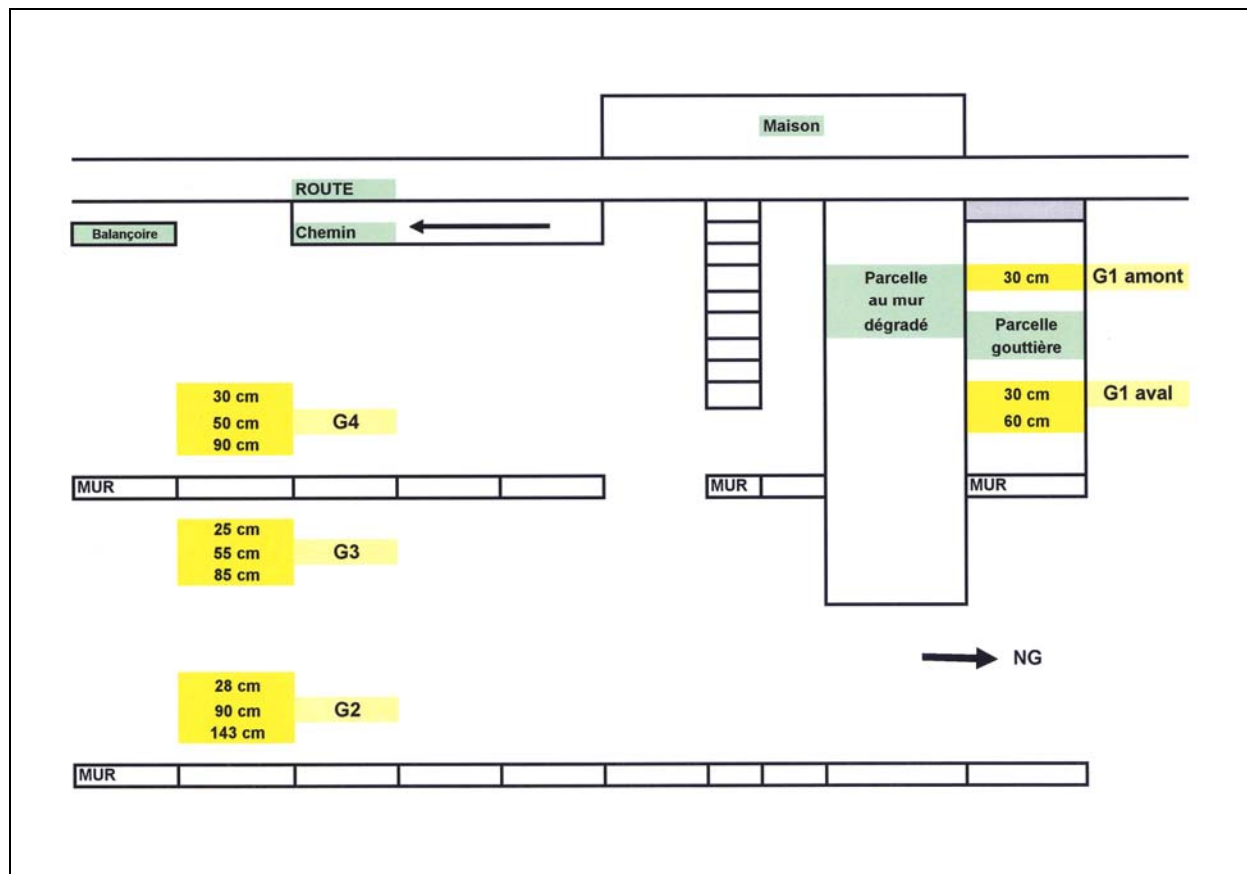 Maison
ROUTE
Balançoire
Chemin
Parcelle
au mur
dégradé
30 cm
G1 amont
Parcelle
gouttière
30 cm
60 cm
G1 aval
30 cm
50 cm
90 cm
G4
MUR
MUR
MUR
25 cm
55 cm
85 cm
G3
NG
28 cm
90 cm
143 cm
G2
MUR